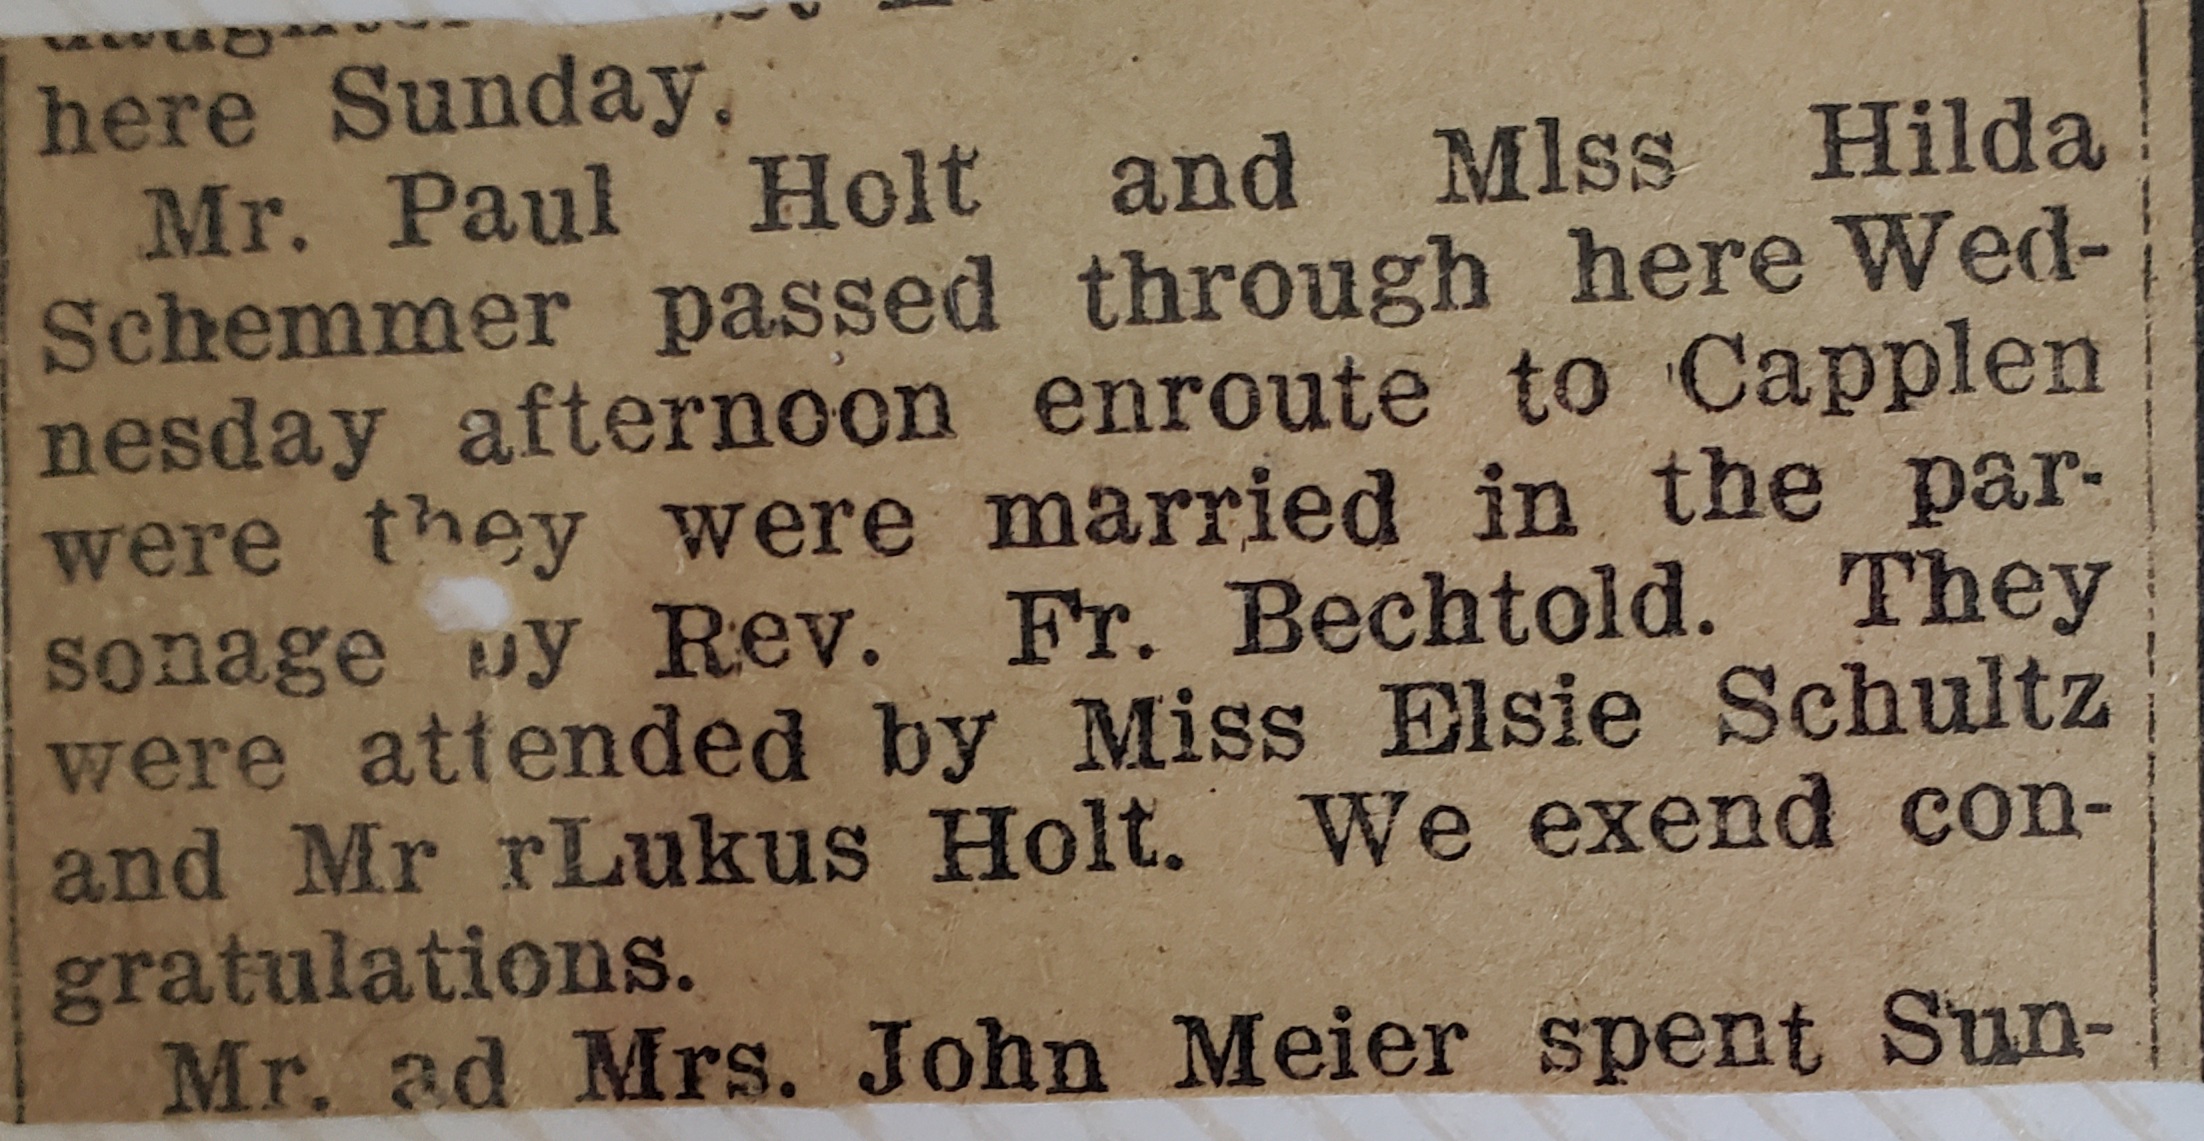 here Sunday.
Mr. Paul Holt and Mlss Hilda
Schemmer passed through here Wed-
nesday afternoon enroute to Capplen
were they were married in the par-
sonage by Rev. Fr. Bechtold. They
were attended by Miss Elsie Schultz
and Mr rLukus Holt. We exend con-
gratulations.
Mr. ad Mrs. John Meier spent Sun-